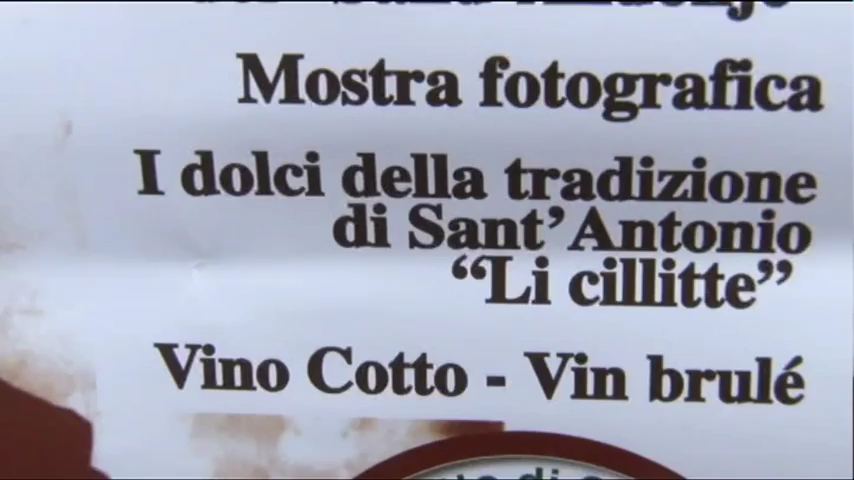 Mostra fotografica
I dolci della tradizione
di Sant'Antonio
“Li cillitte”
Vino Cotto - Vin brulé